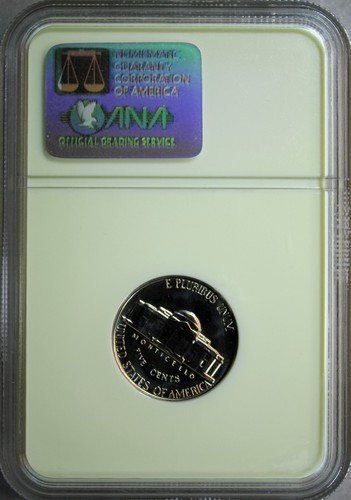 NUMISMATIC
GUARANTY
CORPORATION
OF AMERICA
ANA
OFFICIAL GRADING SERVICE
E PLURIBUS UNUM
MONTICELLO
FIVE CENTS
UNITED STATES OF AMERICA